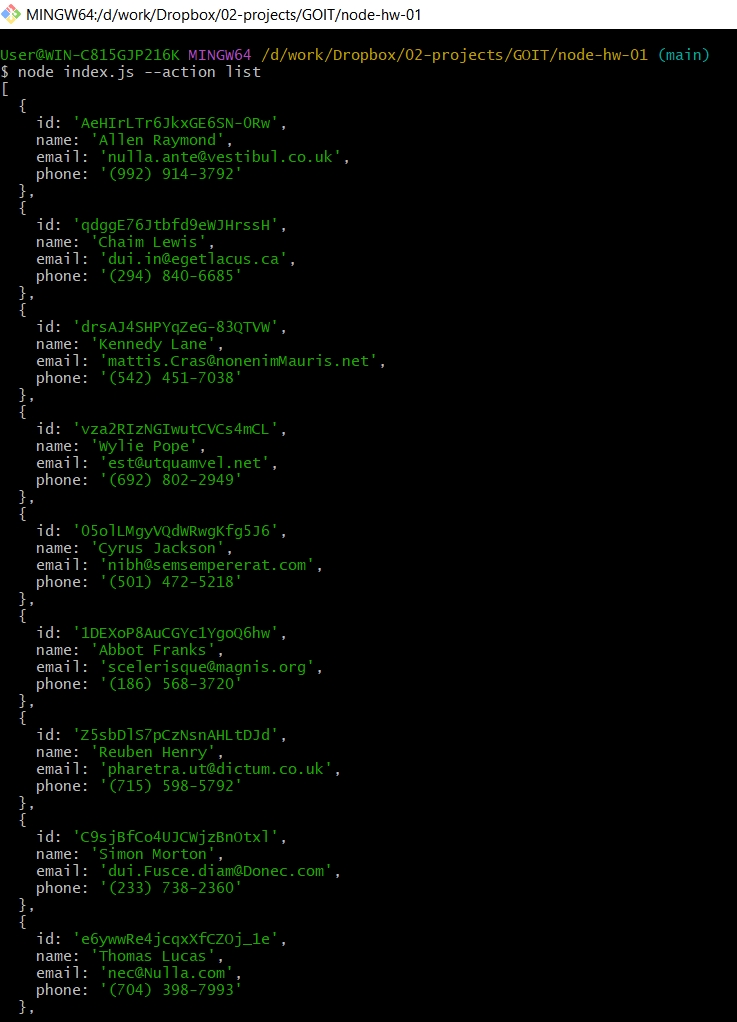 MINGW64:/d/work/Dropbox/02-projects/GOIT/node-hw-01
User@WIN-C815GJP216K MINGW64 /d/work/Dropbox/02-projects/GOIT/node-hw-01 (main)
$ node index.js --action list
[
  {
    id: 'AeHIrLTr6JkxGE6SN-0Rw',
    name: 'Allen Raymond',
    email: 'nulla.ante@vestibul.co.uk',
    phone: '(992) 914-3792'
  },
  {
    id: 'qdggE76Jtbfd9eWJHrssH',
    name: 'Chaim Lewis',
    email: 'dui.in@egetlacus.ca',
    phone: '(294) 840-6685'
  },
  {
    id: 'drsAJ4SHPYqZeG-83QTVW',
    name: 'Kennedy Lane',
    email: 'mattis.Cras@nonenimMauris.net',
    phone: '(542) 451-7038'
  },
  {
    id: 'vza2RIzNGIwutCVCs4mCL',
    name: 'Wylie Pope',
    email: 'est@utquamvel.net',
    phone: '(692) 802-2949'
  },
  {
    id: '05olLMgyVQdWRwgKfg5J6',
    name: 'Cyrus Jackson',
    email: 'nibh@semsempererat.com',
    phone: '(501) 472-5218'
  },
  {
    id: '1DEXoP8AuCGYc1YgoQ6hw',
    name: 'Abbot Franks',
    email: 'scelerisque@magnis.org',
    phone: '(186) 568-3720'
  },
  {
    id: 'Z5sbDlS7pCzNsnAHLtDJd',
    name: 'Reuben Henry',
    email: 'pharetra.ut@dictum.co.uk',
    phone: '(715) 598-5792'
  },
  {
    id: 'C9sjBfCo4UJCWjzBnOtxl',
    name: 'Simon Morton',
    email: 'dui.Fusce.diam@Donec.com',
    phone: '(233) 738-2360'
  },
  {
    id: 'e6ywwRe4jcqxXfCZOj_1e',
    name: 'Thomas Lucas',
    email: 'nec@Nulla.com',
    phone: '(704) 398-7993'
  },